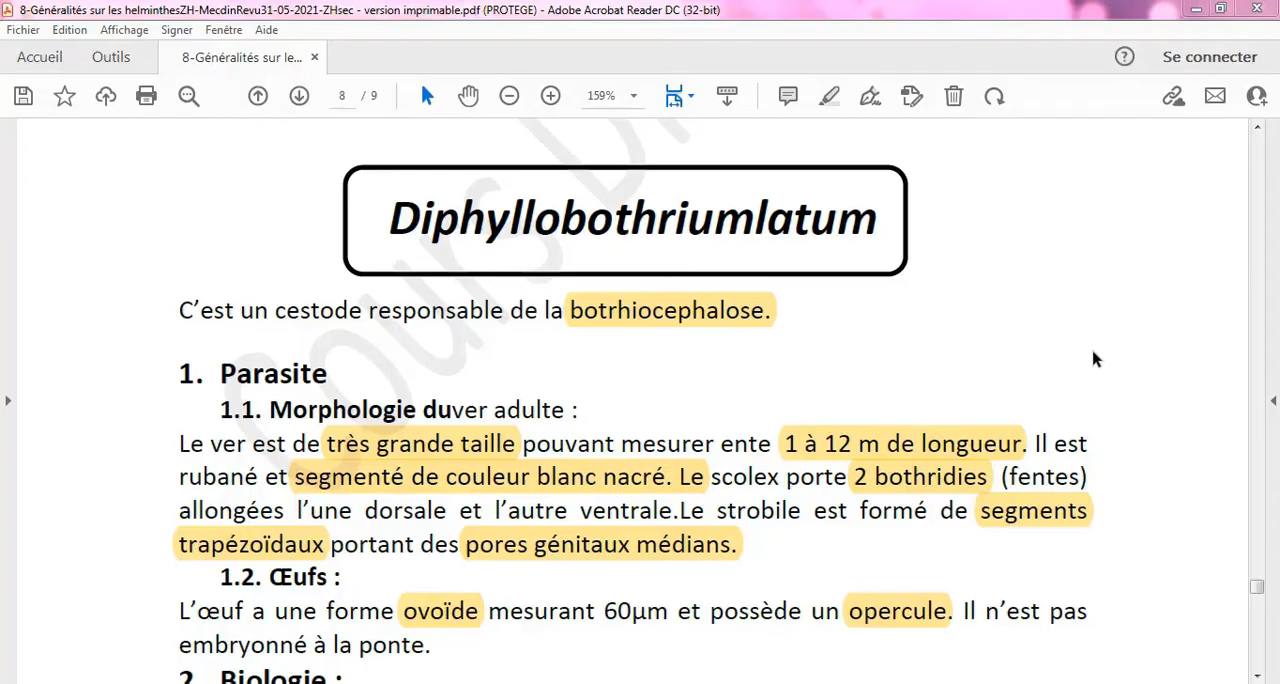 8-Généralités sur les helminthesZH-MecdinRevu31-05-2021-ZHsec - version imprimable.pdf (PROTEGE) - Adobe Acrobat Reader DC (32-bit)
Fichier Edition Affichage Signer Fenêtre Aide
Accueil Outils 8-Généralités sur le... × Se connecter
8 / 9 159%
Diphyllobothriumlatum
C’est un cestode responsable de la botrhiocephalose.
1. Parasite
1.1. Morphologie duver adulte :
Le ver est de très grande taille pouvant mesurer ente 1 à 12 m de longueur. Il est
rubané et segmenté de couleur blanc nacré. Le scolex porte 2 bothridies (fentes)
allongées l’une dorsale et l’autre ventrale.Le strobile est formé de segments
trapézoïdaux portant des pores génitaux médians.
1.2. Œufs :
L’œuf a une forme ovoïde mesurant 60µm et possède un opercule. Il n’est pas
embryonné à la ponte.
2. Biologie :
Cours D